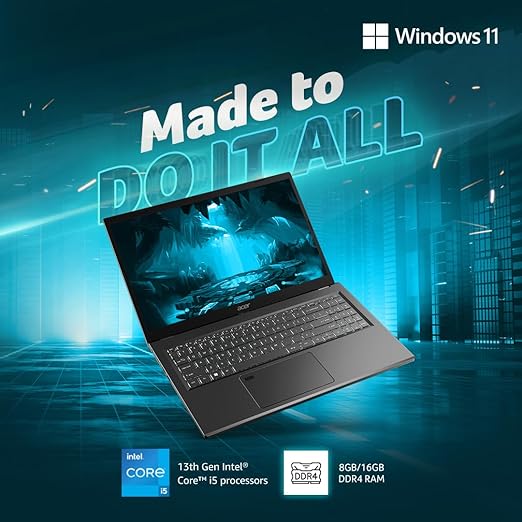 Windows 11
Made to
DO IT ALL
acer
intel
CORE
i5
13th Gen Intel®
Core™ i5 processors
DDR4
8GB/16GB
DDR4 RAM